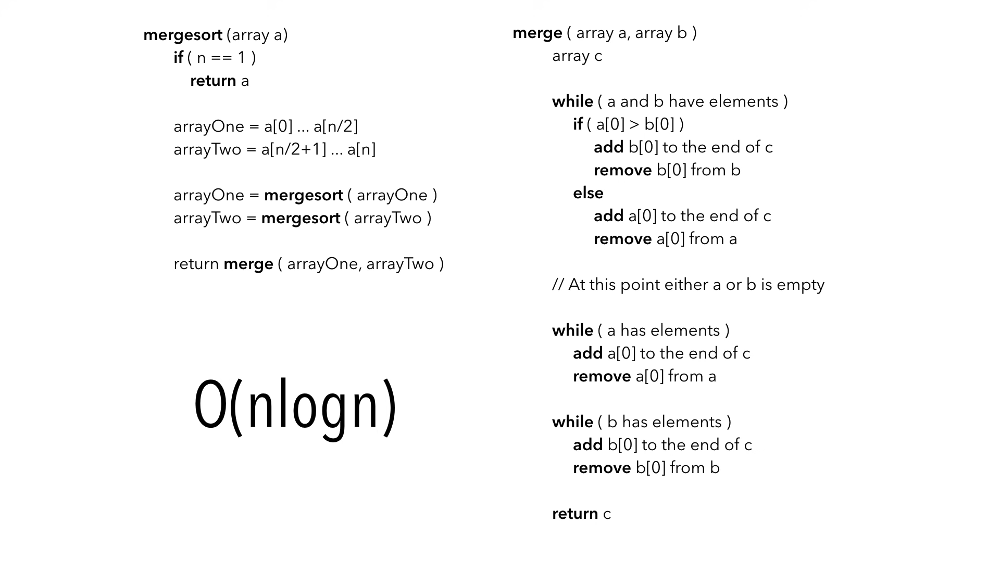 mergesort (array a)
if ( n == 1 )
return a
arrayOne = a[0] ... a[n/2]
arrayTwo = a[n/2+1] ... a[n]
arrayOne = mergesort ( arrayOne )
arrayTwo = mergesort ( arrayTwo )
return merge ( arrayOne, arrayTwo )
O(nlogn)
merge ( array a, array b )
array c
while ( a and b have elements )
if ( a[0] > b[0] )
add b[0] to the end of c
remove b[0] from b
else
add a[0] to the end of c
remove a[0] from a
// At this point either a or b is empty
while ( a has elements )
add a[0] to the end of c
remove a[0] from a
while ( b has elements )
add b[0] to the end of c
remove b[0] from b
return c